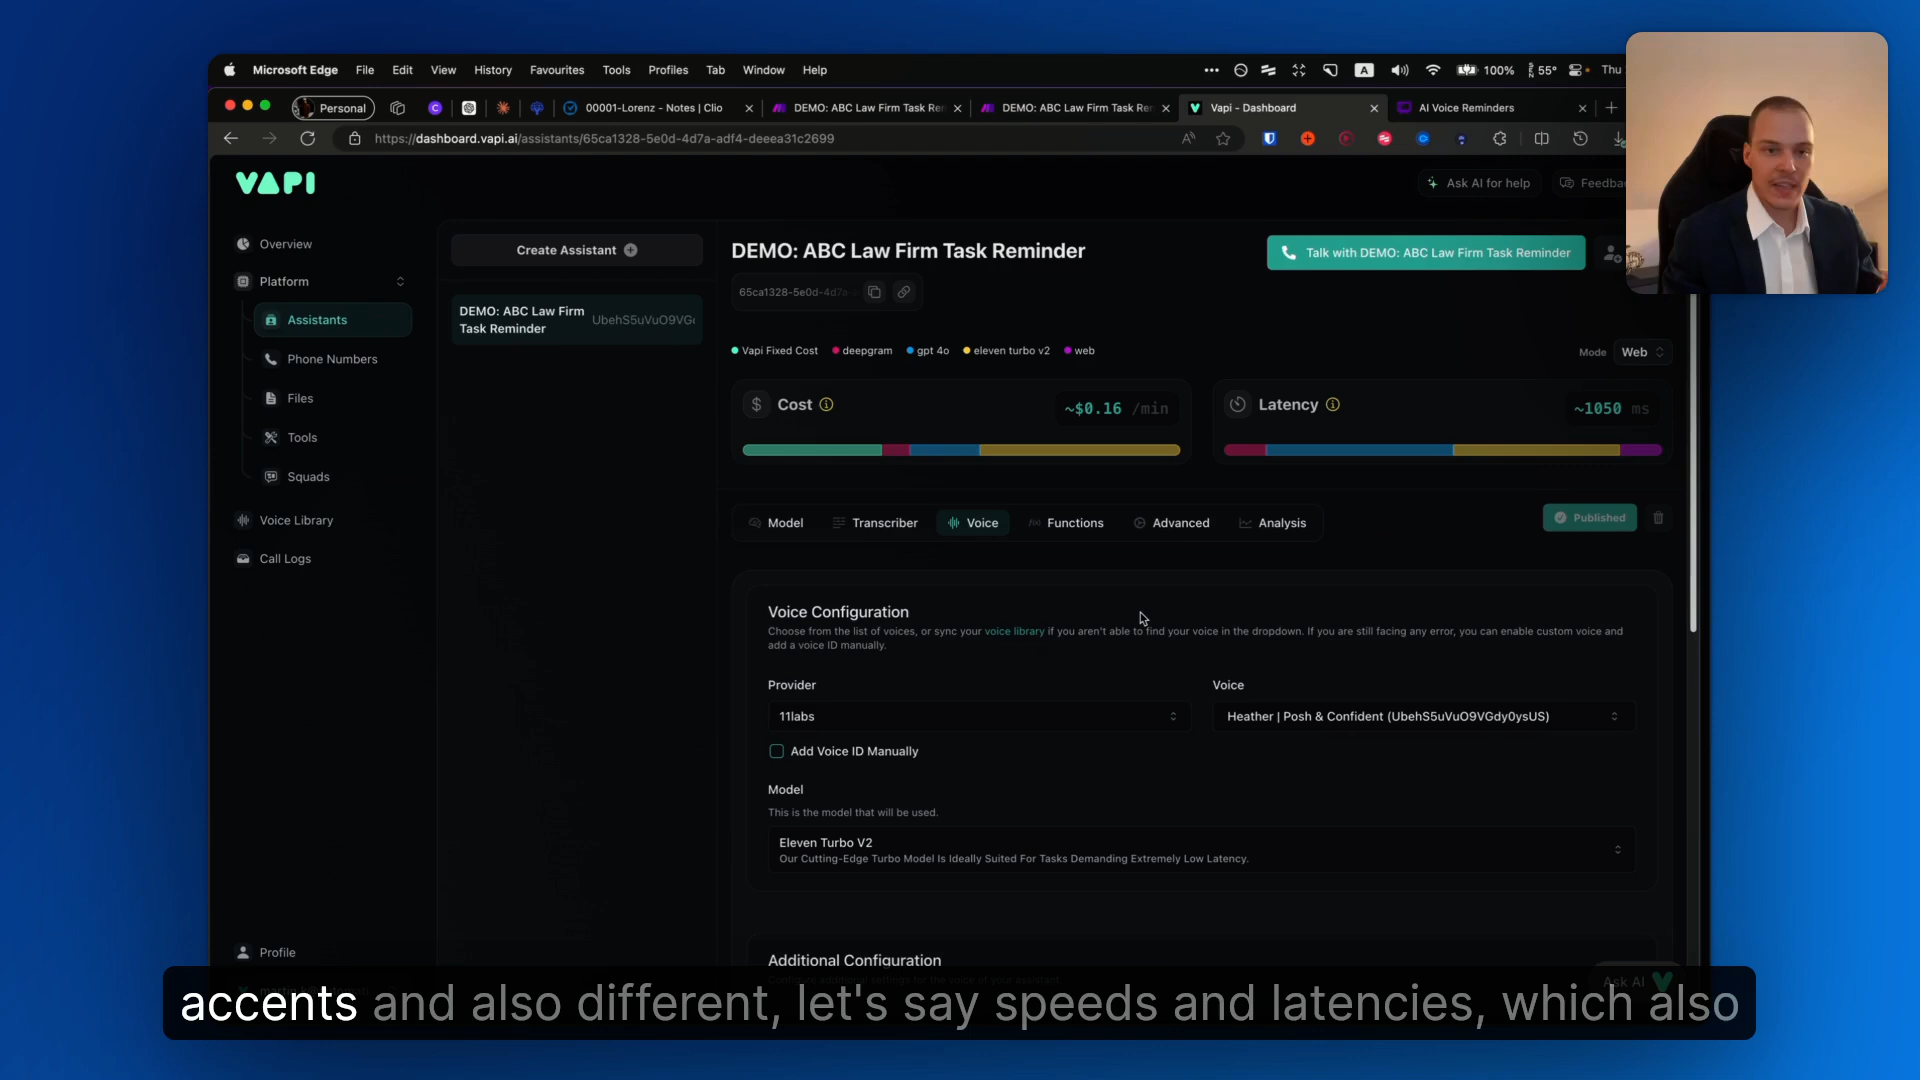 Microsoft Edge File Edit View History Favourites Tools Profiles Tab Window Help
A 100% 55° Thu
Personal 00001-Lorenz - Notes | Clio DEMO: ABC Law Firm Task Re DEMO: ABC Law Firm Task Re Vapi - Dashboard AI Voice Reminders
https://dashboard.vapi.ai/assistants/65ca1328-5e0d-4d7a-adf4-deeea31c2699
VAPI
Ask AI for help
Feedba
Overview
Platform
Assistants
Phone Numbers
Files
Tools
Squads
Voice Library
Call Logs
Profile
Create Assistant
DEMO: ABC Law Firm Task Reminder
UbehS5uVuO9VG
DEMO: ABC Law Firm Task Reminder
Talk with DEMO: ABC Law Firm Task Reminder
65ca1328-5e0d-4d7a-
Vapi Fixed Cost deepgram gpt 4o eleven turbo v2 web
Mode Web
Cost ~$0.16 /min
Latency ~1050 ms
Model Transcriber Voice Functions Advanced Analysis
Published
Voice Configuration
Choose from the list of voices, or sync your voice library if you aren't able to find your voice in the dropdown. If you are still facing any error, you can enable custom voice and
add a voice ID manually.
Provider
11labs
Voice
Heather | Posh & Confident (UbehS5uVuO9VGdy0ysUS)
Add Voice ID Manually
Model
This is the model that will be used.
Eleven Turbo V2
Our Cutting-Edge Turbo Model Is Ideally Suited For Tasks Demanding Extremely Low Latency.
Additional Configuration
Ask AI
accents and also different, let's say speeds and latencies, which also